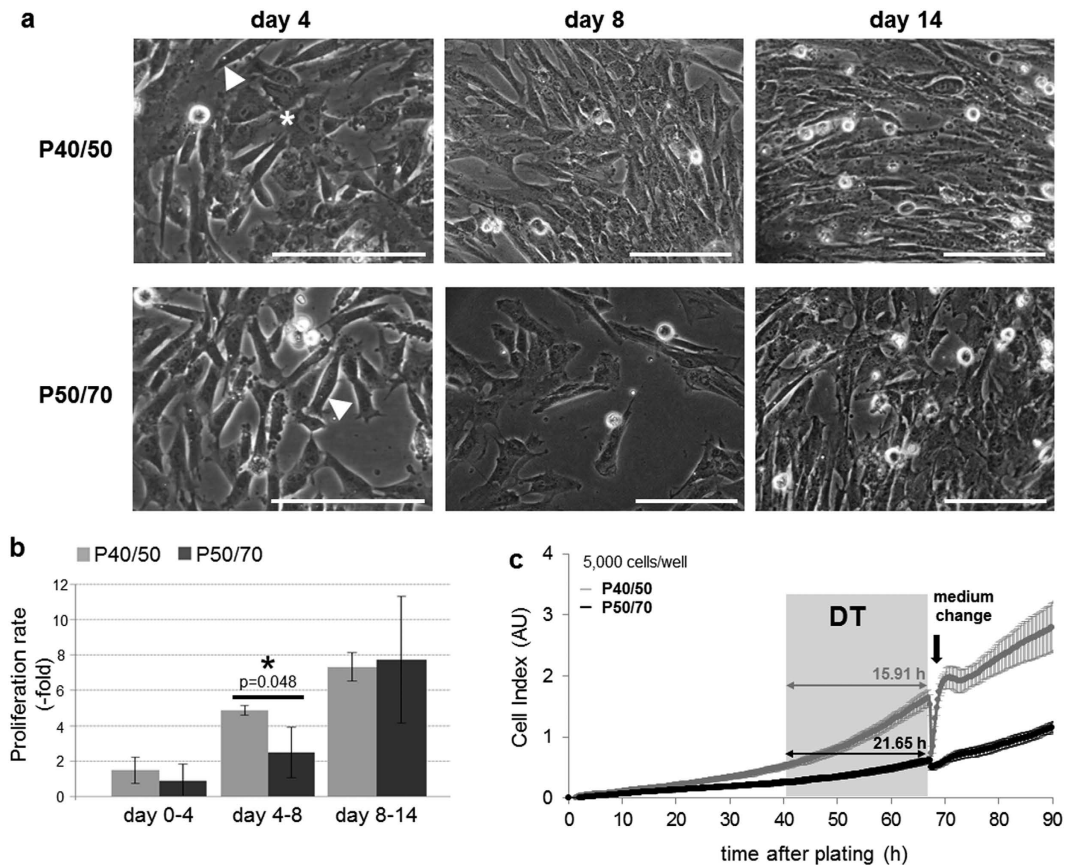 a
day 4
day 8
day 14
P40/50
*
P50/70
b
P40/50
P50/70
Proliferation rate
(-fold)
12
10
8
6
4
2
0
*
p=0.048
day 0-4
day 4-8
day 8-14
c
5,000 cells/well
P40/50
P50/70
DT
medium
change
15.91 h
21.65 h
Cell Index (AU)
4
3
2
1
0
0
10
20
30
40
50
60
70
80
90
time after plating (h)